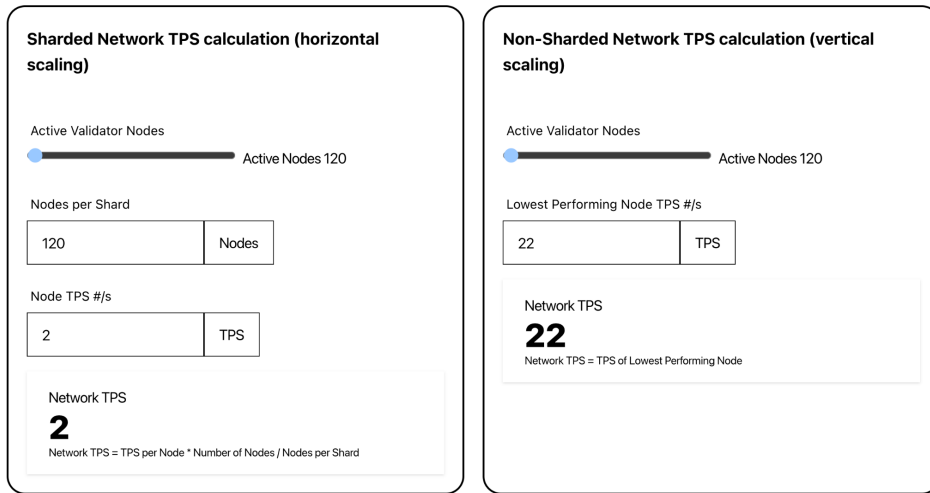 Sharded Network TPS calculation (horizontal
scaling)
Active Validator Nodes
Active Nodes 120
Nodes per Shard
120
Nodes
Node TPS #/s
2
TPS
Network TPS
2
Network TPS = TPS per Node * Number of Nodes / Nodes per Shard
Non-Sharded Network TPS calculation (vertical
scaling)
Active Validator Nodes
Active Nodes 120
Lowest Performing Node TPS #/s
22
TPS
Network TPS
22
Network TPS = TPS of Lowest Performing Node